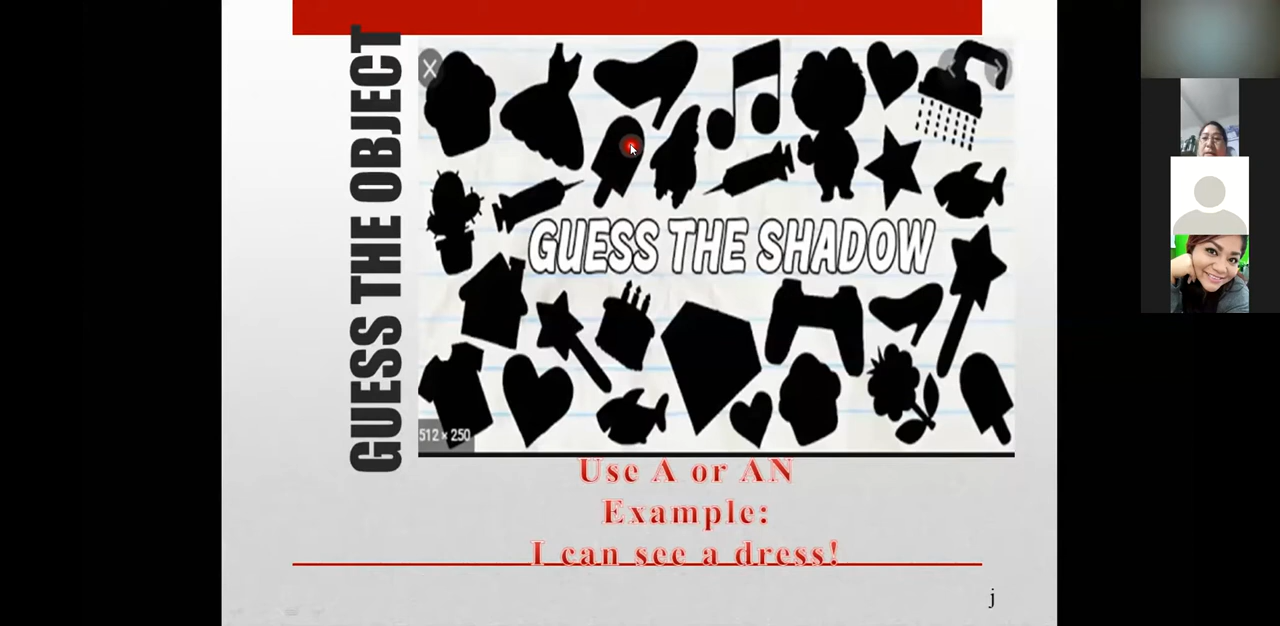 GUESS THE OBJECT
GUESS THE SHADOW
512 × 250
Use A or AN
Example:
I can see a dress!
j